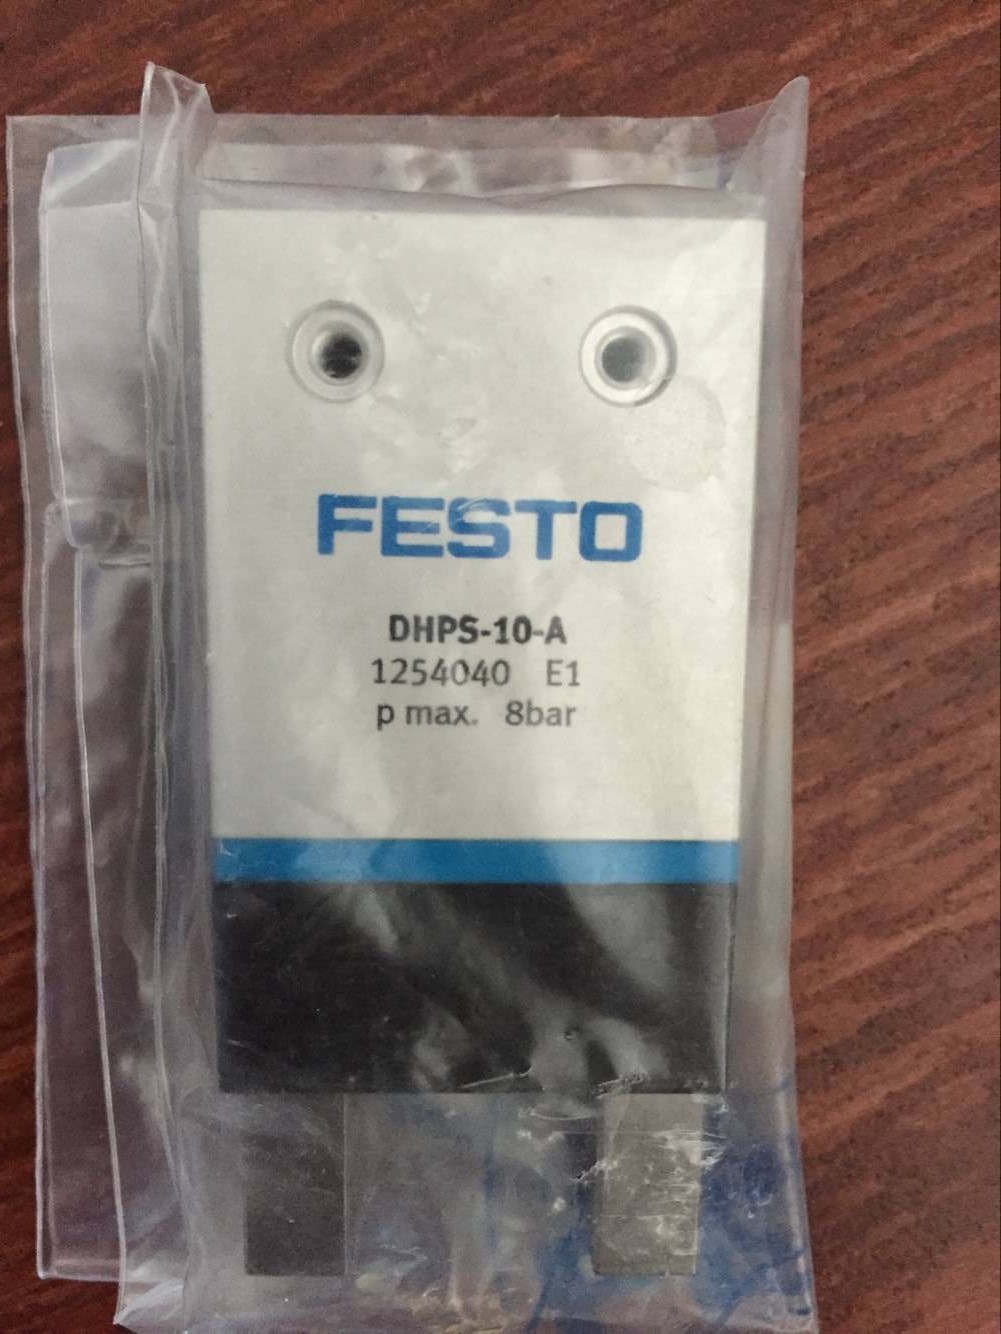 FESTO
DHPS-10-A
1254040 E1
p max. 8bar